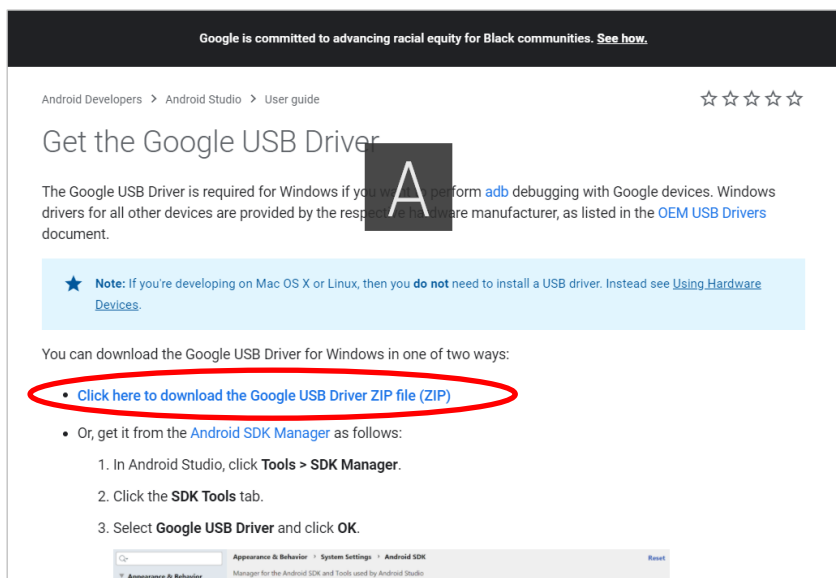 Google is committed to advancing racial equity for Black communities. See how.
Android Developers > Android Studio > User guide
Get the Google USB Driver
A
The Google USB Driver is required for Windows if you want to perform adb debugging with Google devices. Windows
drivers for all other devices are provided by the respective hardware manufacturer, as listed in the OEM USB Drivers
document.
Note: If you're developing on Mac OS X or Linux, then you do not need to install a USB driver. Instead see Using Hardware
Devices.
You can download the Google USB Driver for Windows in one of two ways:
• Click here to download the Google USB Driver ZIP file (ZIP)
• Or, get it from the Android SDK Manager as follows:
1. In Android Studio, click Tools > SDK Manager.
2. Click the SDK Tools tab.
3. Select Google USB Driver and click OK.
Appearance & Behavior > System Settings > Android SDK Reset
Appearance & Behavior Manager for the Android SDK and Tools used by Android Studio